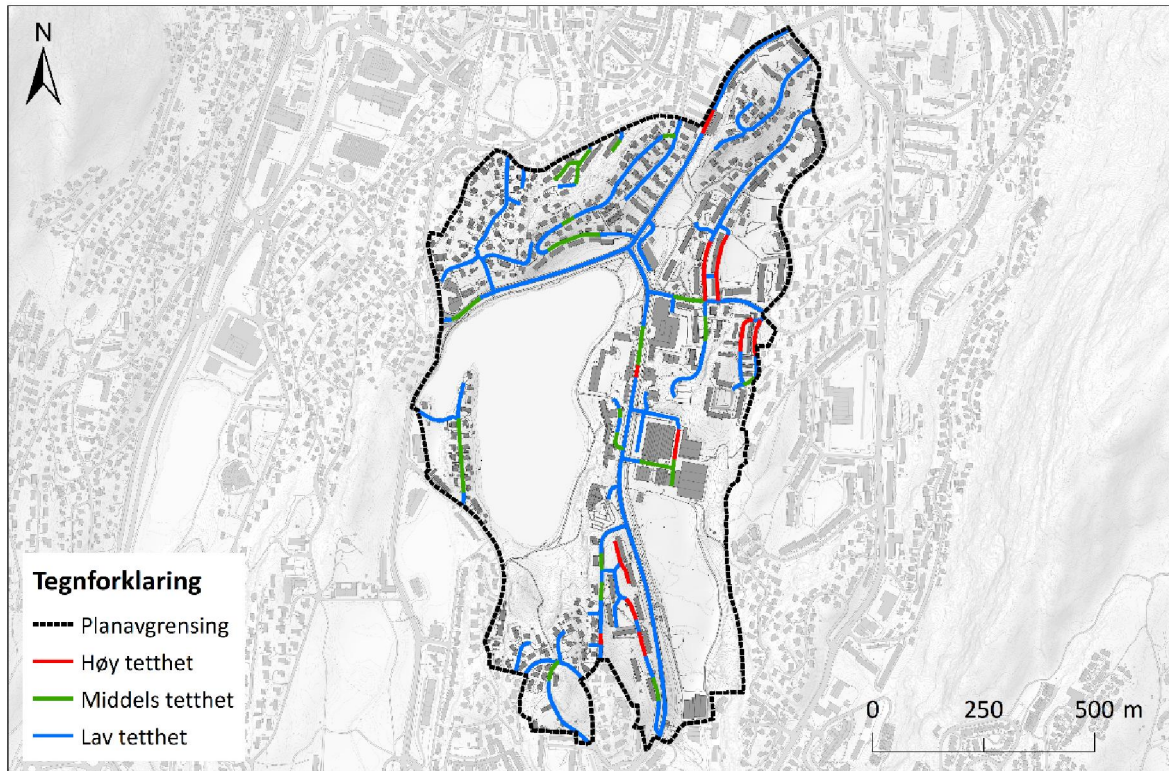 N
Tegnforklaring
Planavgrensing
Høy tetthet
Middels tetthet
Lav tetthet
0 250 500 m